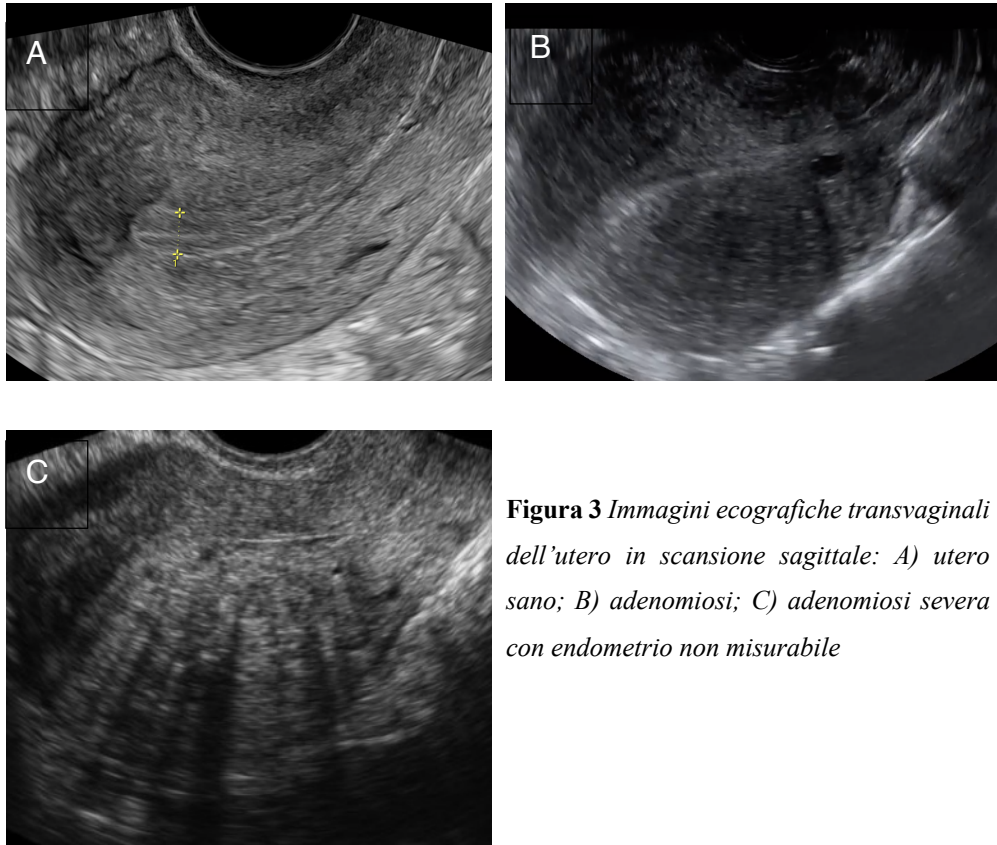 A
B
C
1
Figura 3 Immagini ecografiche transvaginali
dell’utero in scansione sagittale: A) utero
sano; B) adenomiosi; C) adenomiosi severa
con endometrio non misurabile